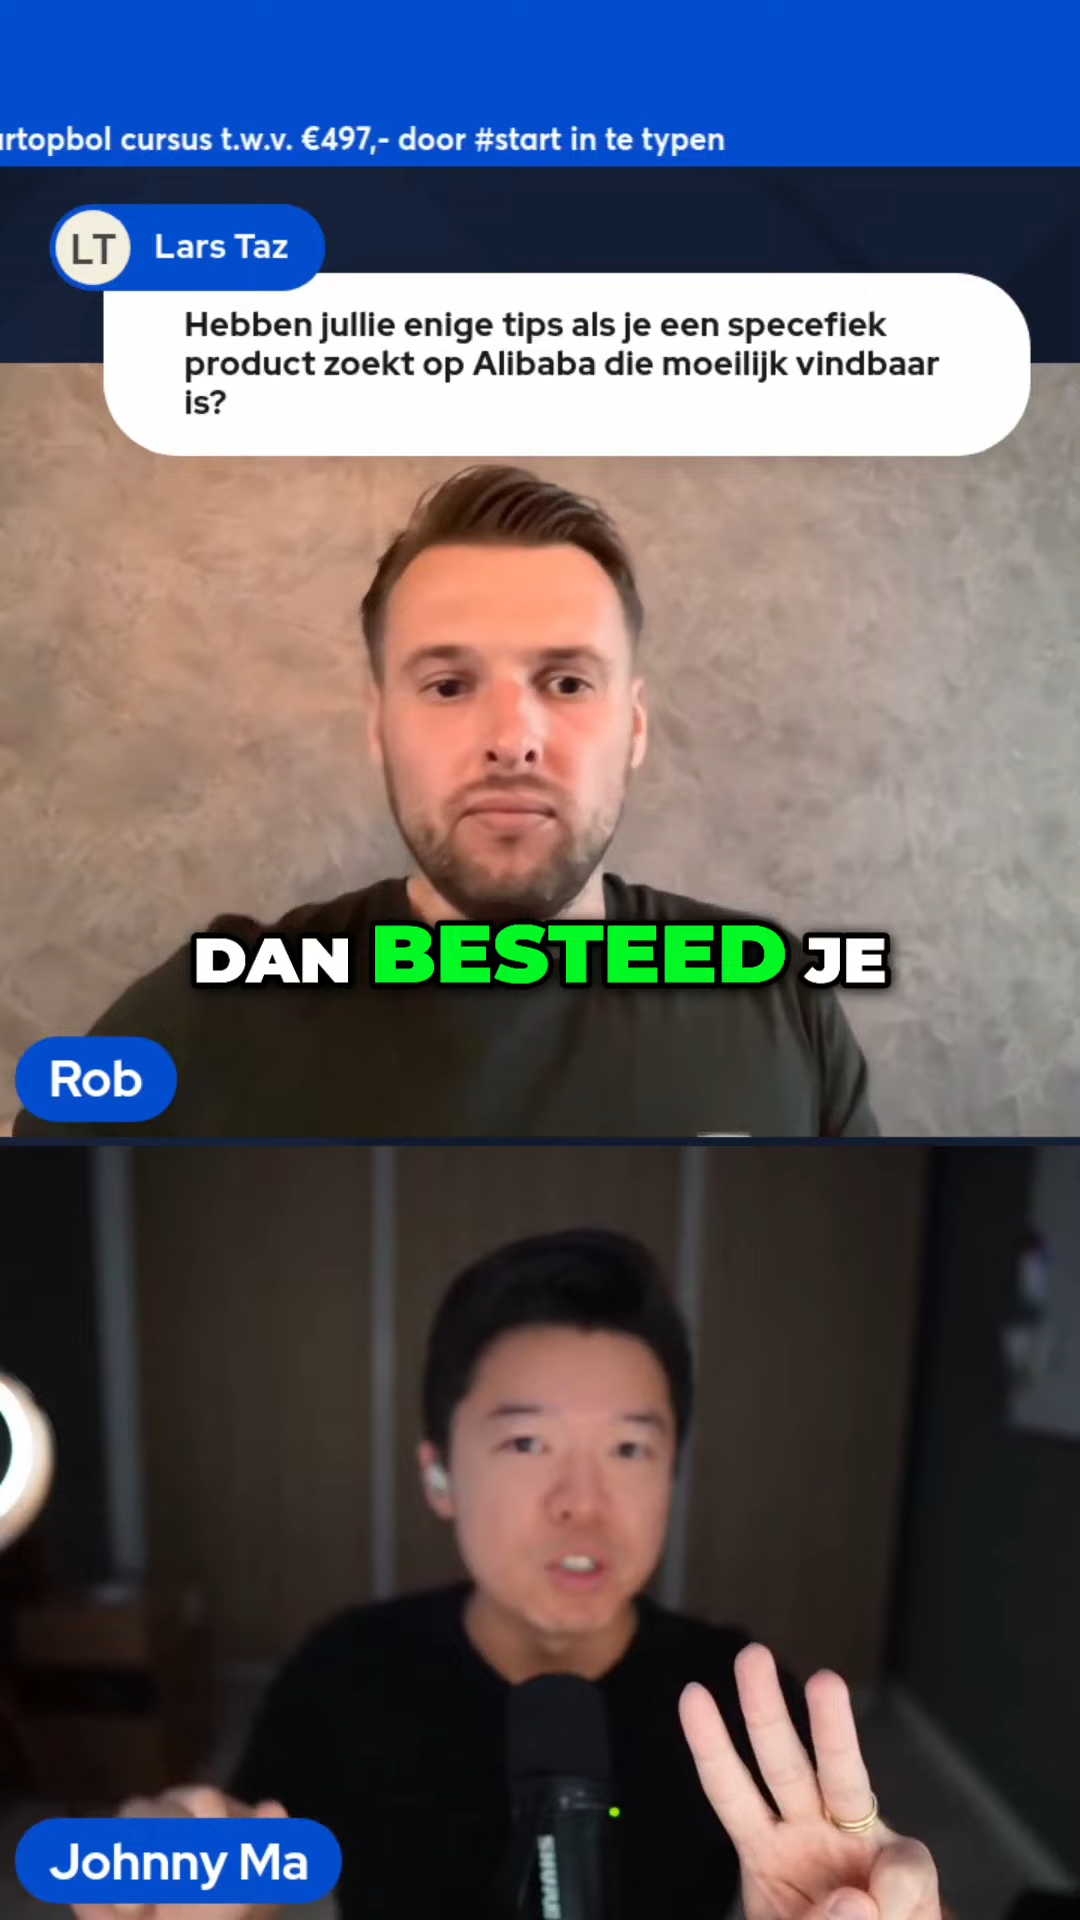 rtopbol cursus t.w.v. €497,- door #start in te typen
LT
Lars Taz
Hebben jullie enige tips als je een specefiek
product zoekt op Alibaba die moeilijk vindbaar
is?
DAN BESTEED JE
Rob
SHURE
Johnny Ma